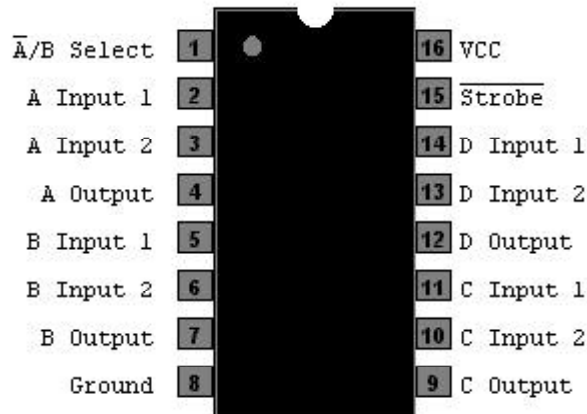 A̅/B Select 1 16 VCC
A Input 1 2 15 S̅t̅r̅o̅b̅e̅
A Input 2 3 14 D Input 1
A Output 4 13 D Input 2
B Input 1 5 12 D Output
B Input 2 6 11 C Input 1
B Output 7 10 C Input 2
Ground 8 9 C Output